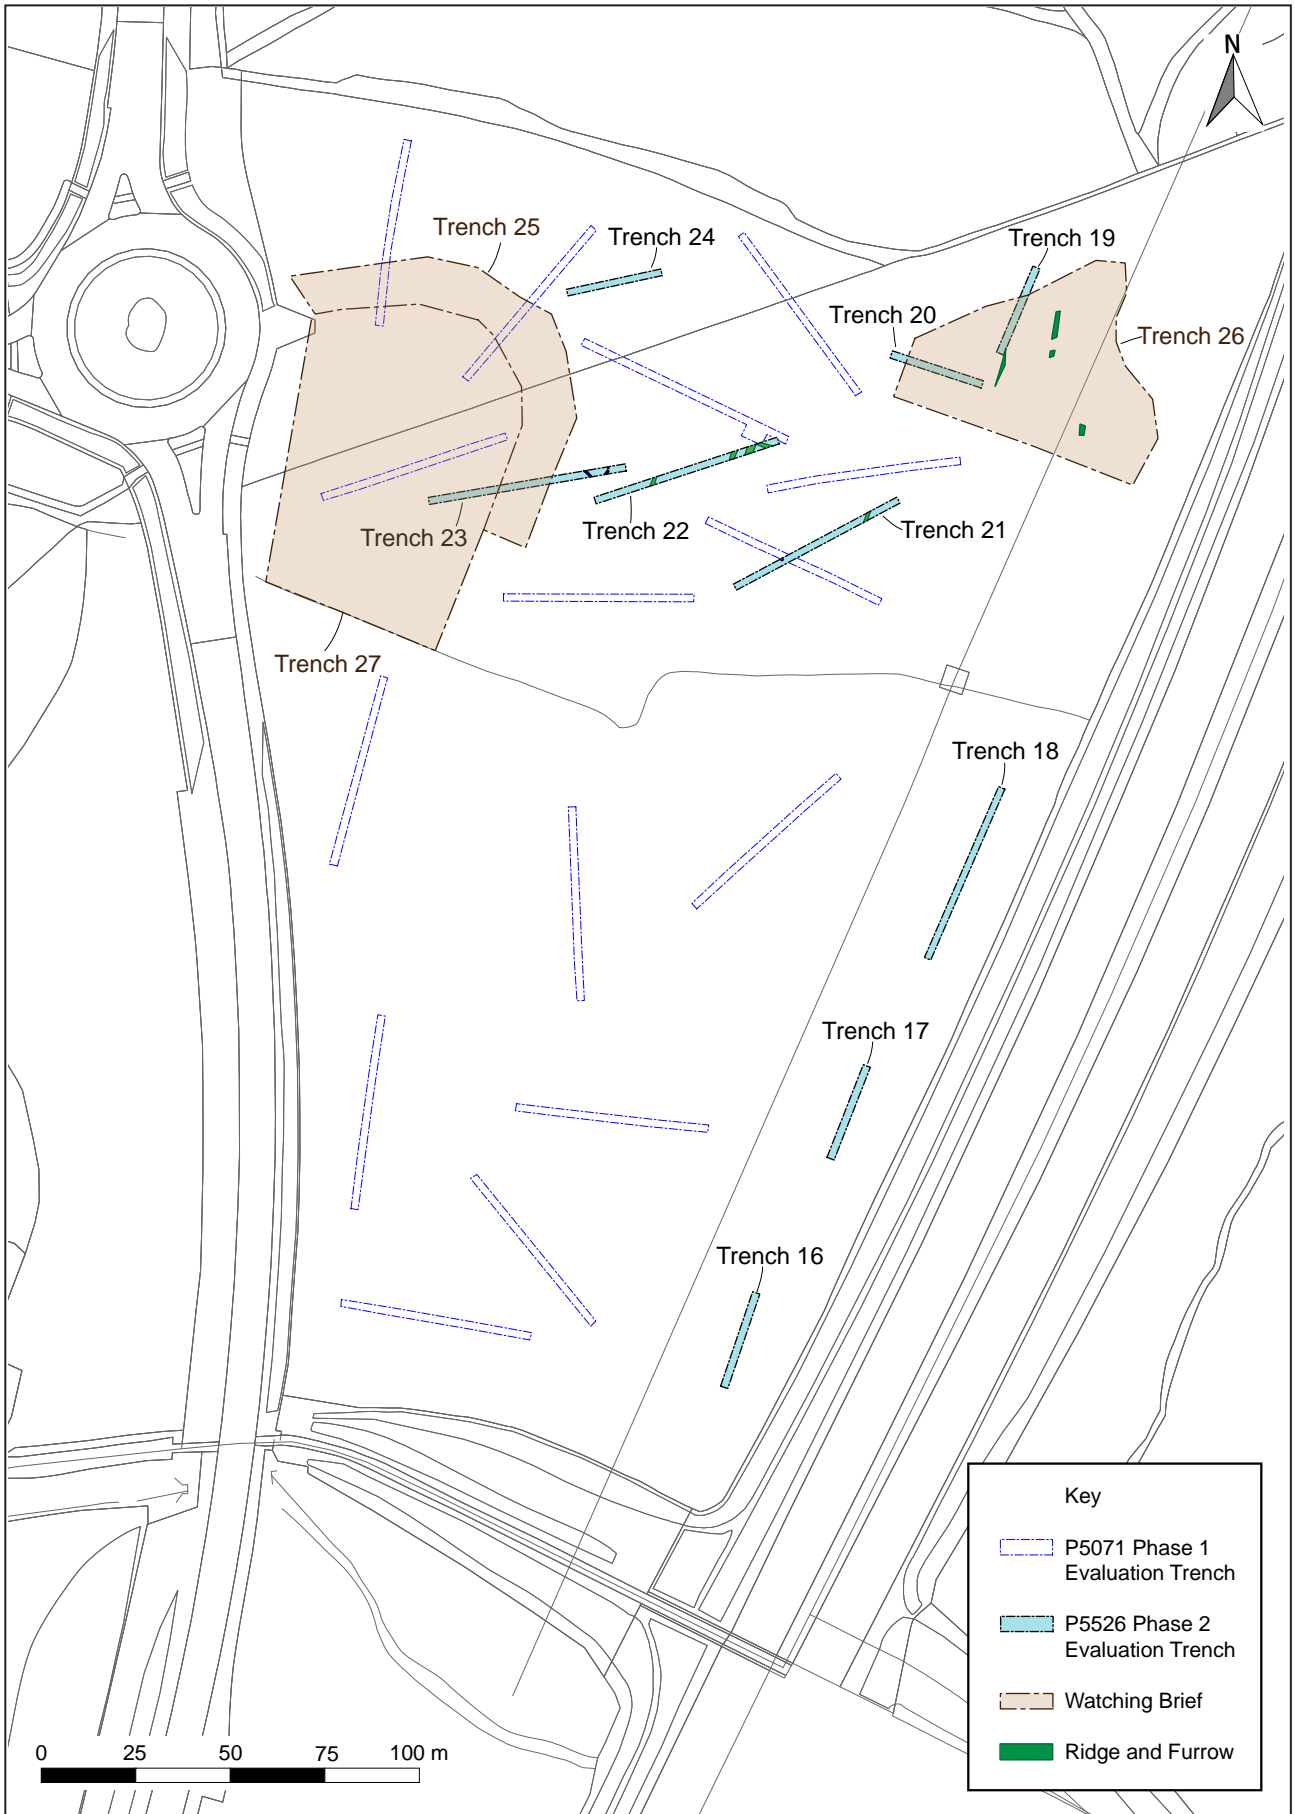 N
Trench 25
Trench 24
Trench 19
Trench 20
Trench 26
Trench 23
Trench 22
Trench 21
Trench 27
Trench 18
Trench 17
Trench 16
Key
P5071 Phase 1
Evaluation Trench
P5526 Phase 2
Evaluation Trench
Watching Brief
Ridge and Furrow
0 25 50 75 100 m